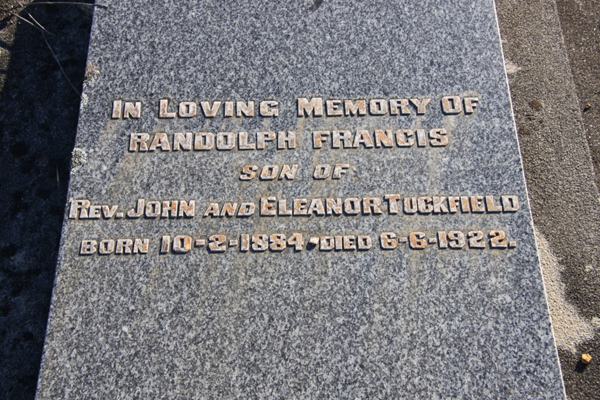 IN LOVING MEMORY OF
RANDOLPH FRANCIS
SON OF
REV. JOHN AND ELEANOR TUCKFIELD
BORN 10-2-1884 • DIED 6-6-1922.